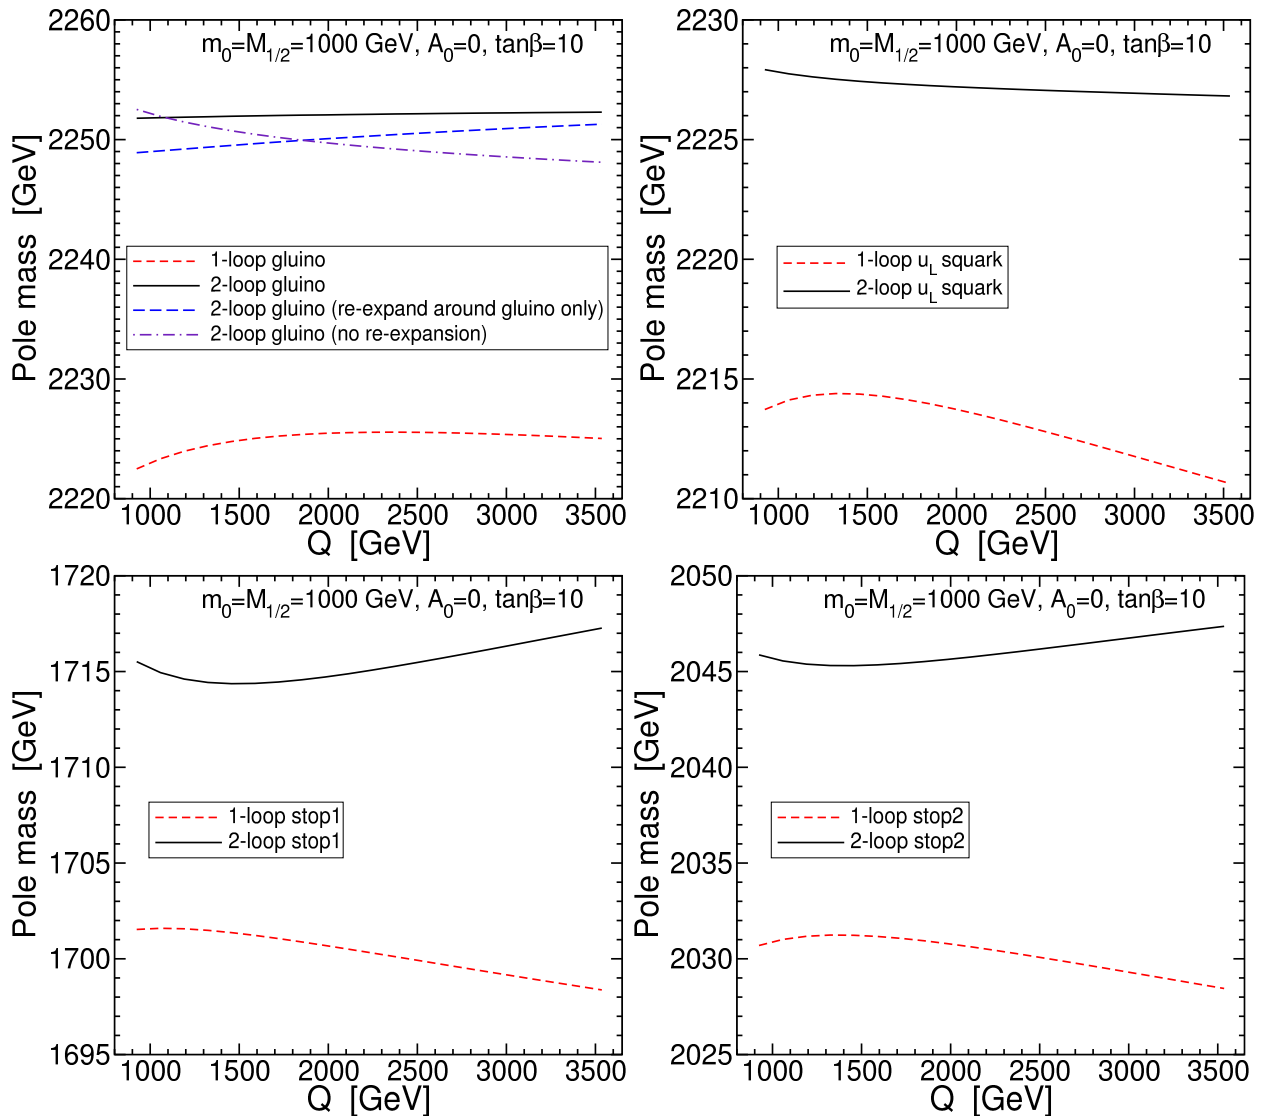 m0=M1/2=1000 GeV, A0=0, tanβ=10
2260
2250
2240
2230
2220
Pole mass [GeV]
1-loop gluino
2-loop gluino
2-loop gluino (re-expand around gluino only)
2-loop gluino (no re-expansion)
1000 1500 2000 2500 3000 3500
Q [GeV]
m0=M1/2=1000 GeV, A0=0, tanβ=10
2230
2225
2220
2215
2210
Pole mass [GeV]
1-loop uL squark
2-loop uL squark
1000 1500 2000 2500 3000 3500
Q [GeV]
m0=M1/2=1000 GeV, A0=0, tanβ=10
1720
1715
1710
1705
1700
1695
Pole mass [GeV]
1-loop stop1
2-loop stop1
1000 1500 2000 2500 3000 3500
Q [GeV]
m0=M1/2=1000 GeV, A0=0, tanβ=10
2050
2045
2040
2035
2030
2025
Pole mass [GeV]
1-loop stop2
2-loop stop2
1000 1500 2000 2500 3000 3500
Q [GeV]